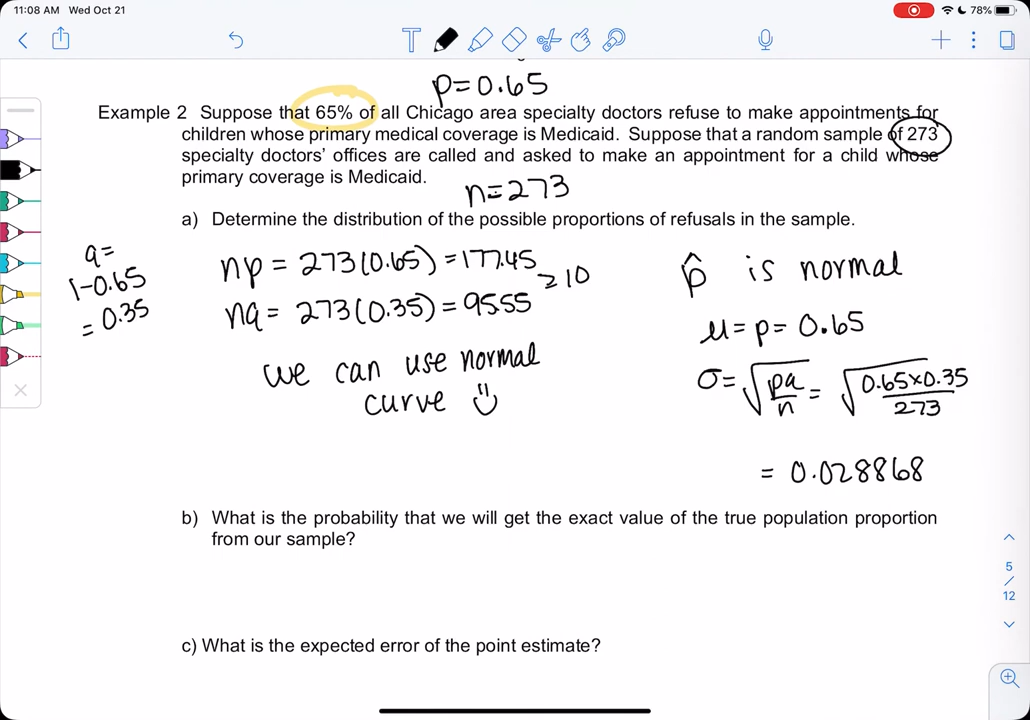 11:08 AM Wed Oct 21
78%
T
p=0.65
Example 2 Suppose that 65% of all Chicago area specialty doctors refuse to make appointments for
children whose primary medical coverage is Medicaid. Suppose that a random sample of 273
specialty doctors' offices are called and asked to make an appointment for a child whose
primary coverage is Medicaid.
n=273
a) Determine the distribution of the possible proportions of refusals in the sample.
q=
1-0.65
= 0.35
np = 273(0.65) = 177.45
nq = 273(0.35) = 95.55
≥ 10
we can use normal
curve
p̂ is normal
μ = p = 0.65
σ = √pq/n = √0.65×0.35/273
= 0.028868
b) What is the probability that we will get the exact value of the true population proportion
from our sample?
c) What is the expected error of the point estimate?
5
/
12